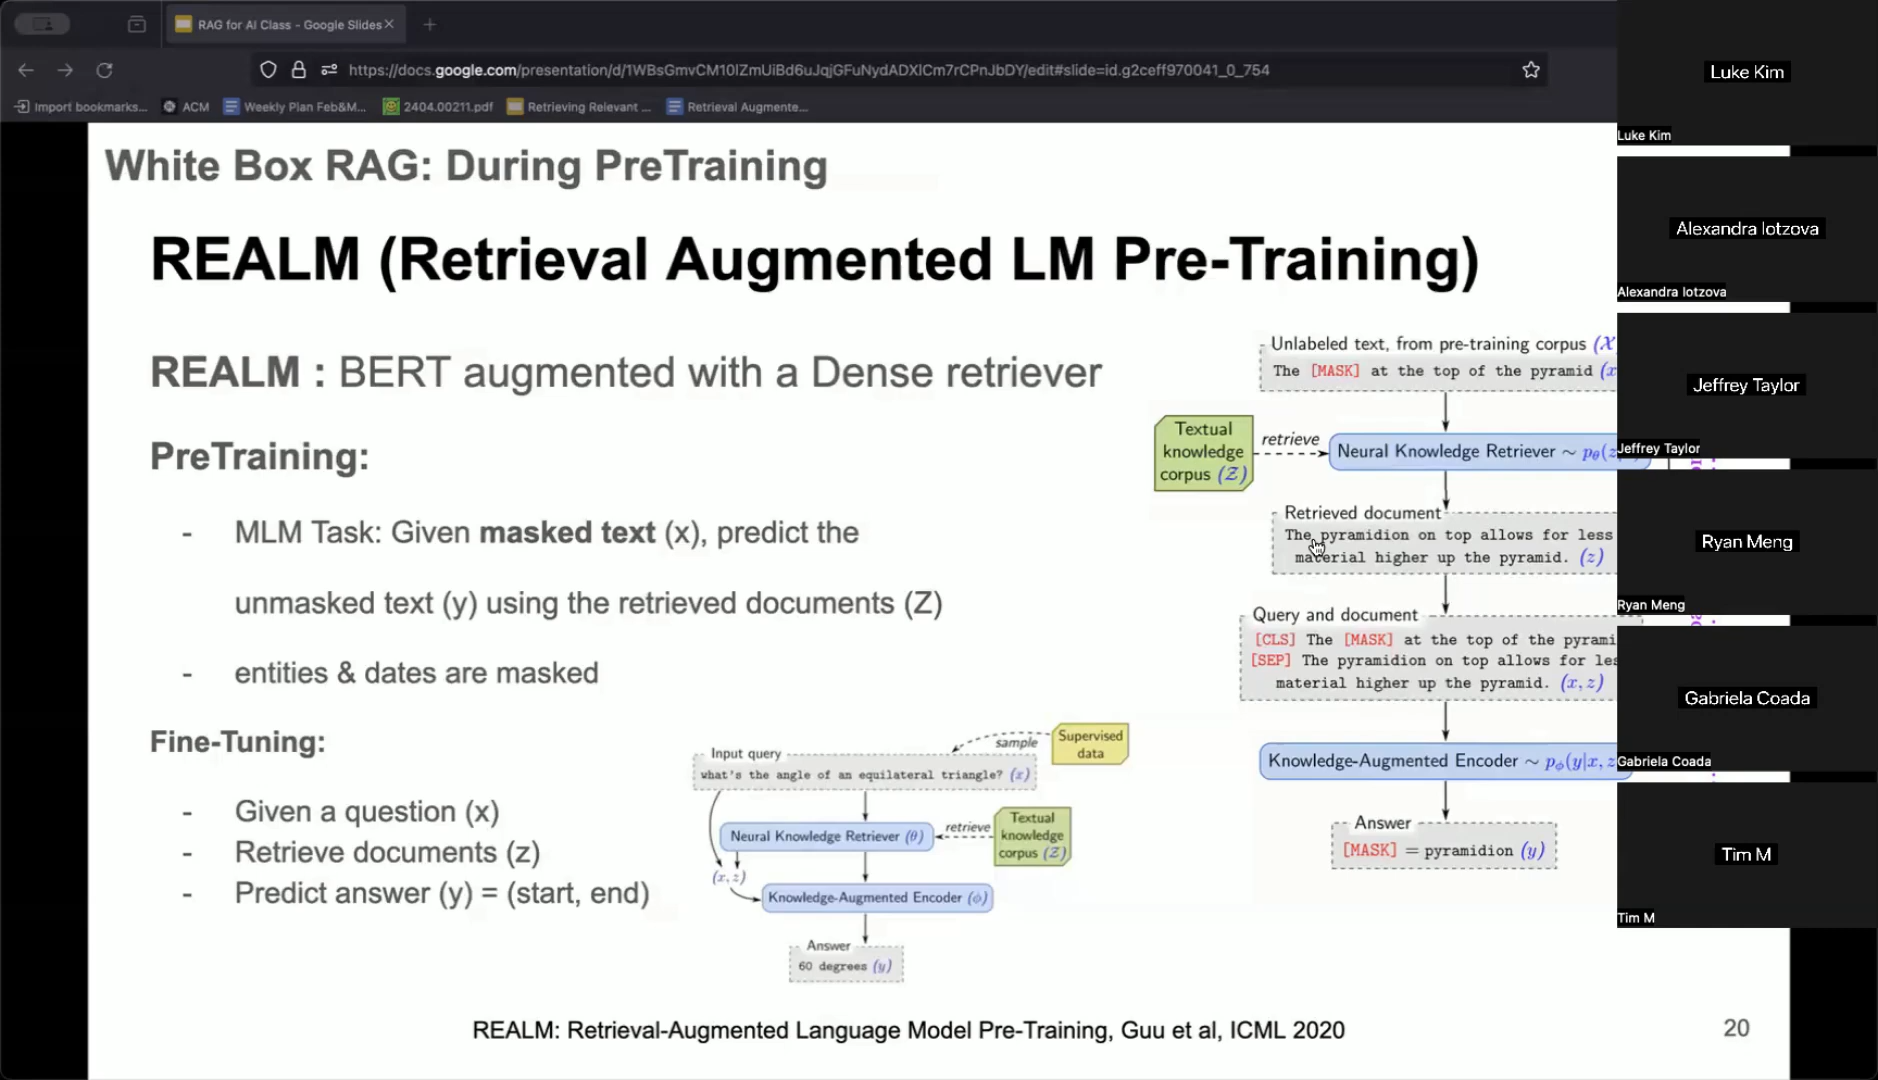 RAG for AI Class - Google Slides
https://docs.google.com/presentation/d/1WBsGmvCM10lZmUiBd6uJqjGFuNydADXlCm7rCPnJbDY/edit#slide=id.g2ceff970041_0_754
Import bookmarks...
ACM
Weekly Plan Feb&M...
2404.00211.pdf
Retrieving Relevant ...
Retrieval Augmente...
White Box RAG: During PreTraining
REALM (Retrieval Augmented LM Pre-Training)
REALM : BERT augmented with a Dense retriever
PreTraining:
- MLM Task: Given masked text (x), predict the
unmasked text (y) using the retrieved documents (Z)
- entities & dates are masked
Fine-Tuning:
- Given a question (x)
- Retrieve documents (z)
- Predict answer (y) = (start, end)
Input query
what's the angle of an equilateral triangle? (x)
sample
Supervised
data
Neural Knowledge Retriever (θ)
retrieve
Textual
knowledge
corpus (Z)
(x, z)
Knowledge-Augmented Encoder (ϕ)
Answer
60 degrees (y)
Unlabeled text, from pre-training corpus (X
The [MASK] at the top of the pyramid (x
Textual
knowledge
corpus (Z)
retrieve
Neural Knowledge Retriever ~ pθ(z
Retrieved document
The pyramidion on top allows for less
material higher up the pyramid. (z)
Query and document
[CLS] The [MASK] at the top of the pyrami
[SEP] The pyramidion on top allows for les
material higher up the pyramid. (x, z)
Knowledge-Augmented Encoder ~ pϕ(y|x, z
Answer
[MASK] = pyramidion (y)
REALM: Retrieval-Augmented Language Model Pre-Training, Guu et al, ICML 2020
20
Luke Kim
Luke Kim
Alexandra Iotzova
Alexandra Iotzova
Jeffrey Taylor
Jeffrey Taylor
Ryan Meng
Ryan Meng
Gabriela Coada
Gabriela Coada
Tim M
Tim M